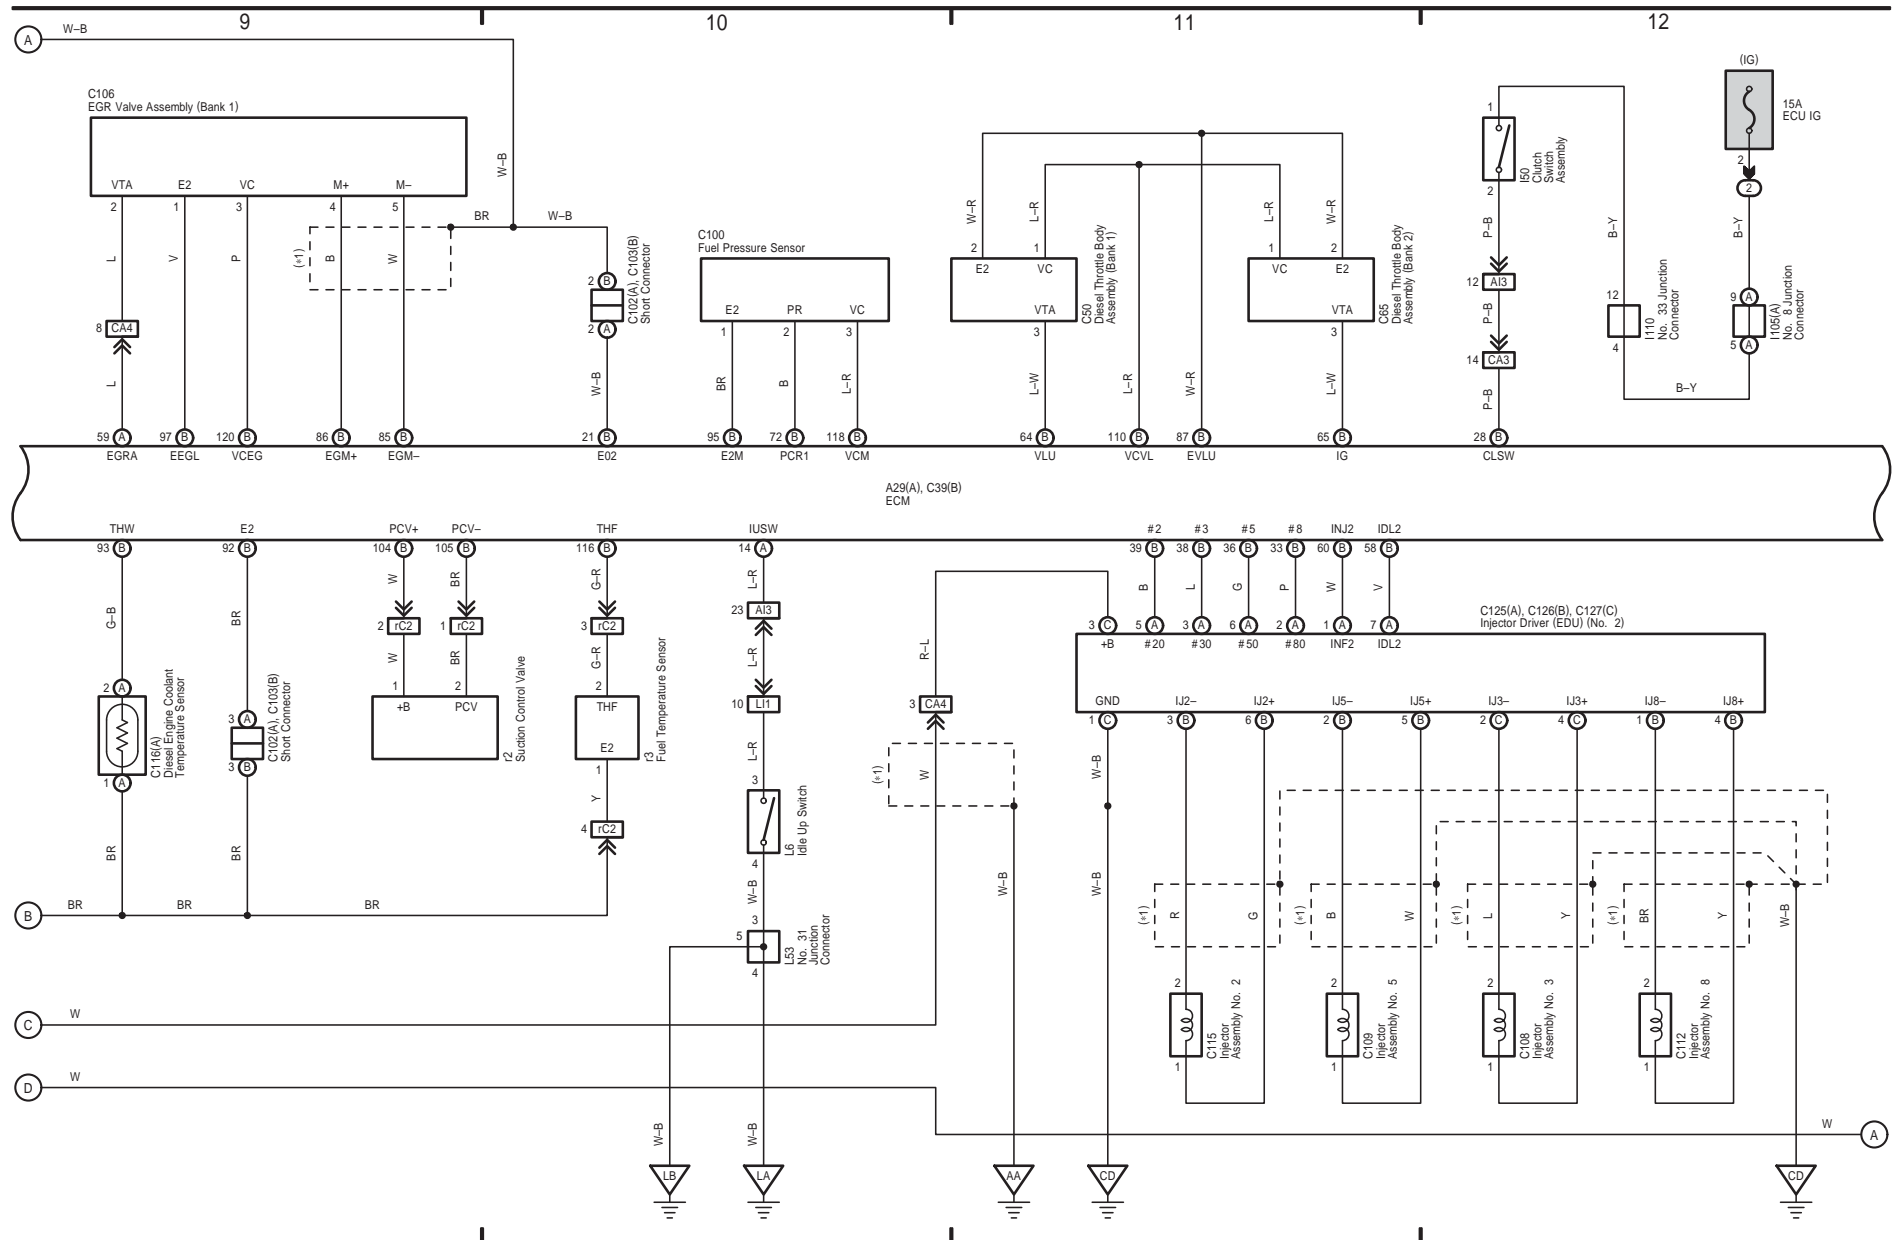 9
10
11
12
A
W–B
C106
EGR Valve Assembly (Bank 1)
VTA
E2
VC
M+
M–
2
1
3
4
5
BR
W–B
W–B
(*1)
L
V
P
B
W
8
CA4
L
2
B
2
A
C102(A), C103(B)
Short Connector
W–B
C100
Fuel Pressure Sensor
E2
PR
VC
1
2
3
BR
B
L–R
W–R
L–R
L–R
W–R
2
1
1
2
E2
VC
VTA
3
C50
Diesel Throttle Body
Assembly (Bank 1)
VC
E2
VTA
3
C65
Diesel Throttle Body
Assembly (Bank 2)
L–W
L–R
W–R
L–W
1
I50
Clutch
Switch
Assembly
2
P–B
12
AI3
P–B
14
CA3
P–B
B–Y
12
4
I110
No. 33 Junction
Connector
B–Y
(IG)
15A
ECU IG
2
2
B–Y
9
A
5
A
I105(A)
No. 8 Junction
Connector
59
A
97
B
120
B
86
B
85
B
21
B
95
B
72
B
118
B
64
B
110
B
87
B
65
B
28
B
EGRA
EEGL
VCEG
EGM+
EGM–
E02
E2M
PCR1
VCM
VLU
VCVL
EVLU
IG
CLSW
A29(A), C39(B)
ECM
THW
E2
PCV+
PCV–
THF
IUSW
#2
#3
#5
#8
INJ2
IDL2
93
B
92
B
104
B
105
B
116
B
14
A
39
B
38
B
36
B
33
B
60
B
58
B
G–B
BR
W
BR
G–R
L–R
B
L
G
P
W
V
2
rC2
1
rC2
3
rC2
23
AI3
W
BR
G–R
L–R
R–L
C125(A), C126(B), C127(C)
Injector Driver (EDU) (No. 2)
3
C
5
A
3
A
6
A
2
A
1
A
7
A
+B
#20
#30
#50
#80
INF2
IDL2
GND
IJ2–
IJ2+
IJ5–
IJ5+
IJ3–
IJ3+
IJ8–
IJ8+
1
C
3
B
6
B
2
B
5
B
2
C
4
C
1
B
4
B
2
A
1
A
C116(A)
Diesel Engine Coolant
Temperature Sensor
3
A
3
B
C102(A), C103(B)
Short Connector
1
2
+B
PCV
r2
Suction Control Valve
2
THF
E2
1
r3
Fuel Temperature Sensor
Y
4
rC2
10
LI1
L–R
3
4
L6
Idle Up Switch
W–B
3
5
4
L53
No. 31
Junction
Connector
3
CA4
(*1)
W
W–B
W–B
W–B
BR
BR
B
BR
BR
BR
(*1)
R
G
(*1)
B
W
(*1)
L
Y
(*1)
BR
Y
W–B
2
1
C115
Injector
Assembly No. 2
2
1
C109
Injector
Assembly No. 5
2
1
C108
Injector
Assembly No. 3
2
1
C112
Injector
Assembly No. 8
C
W
D
W
W
A
W–B
W–B
LB
LA
AA
CD
CD